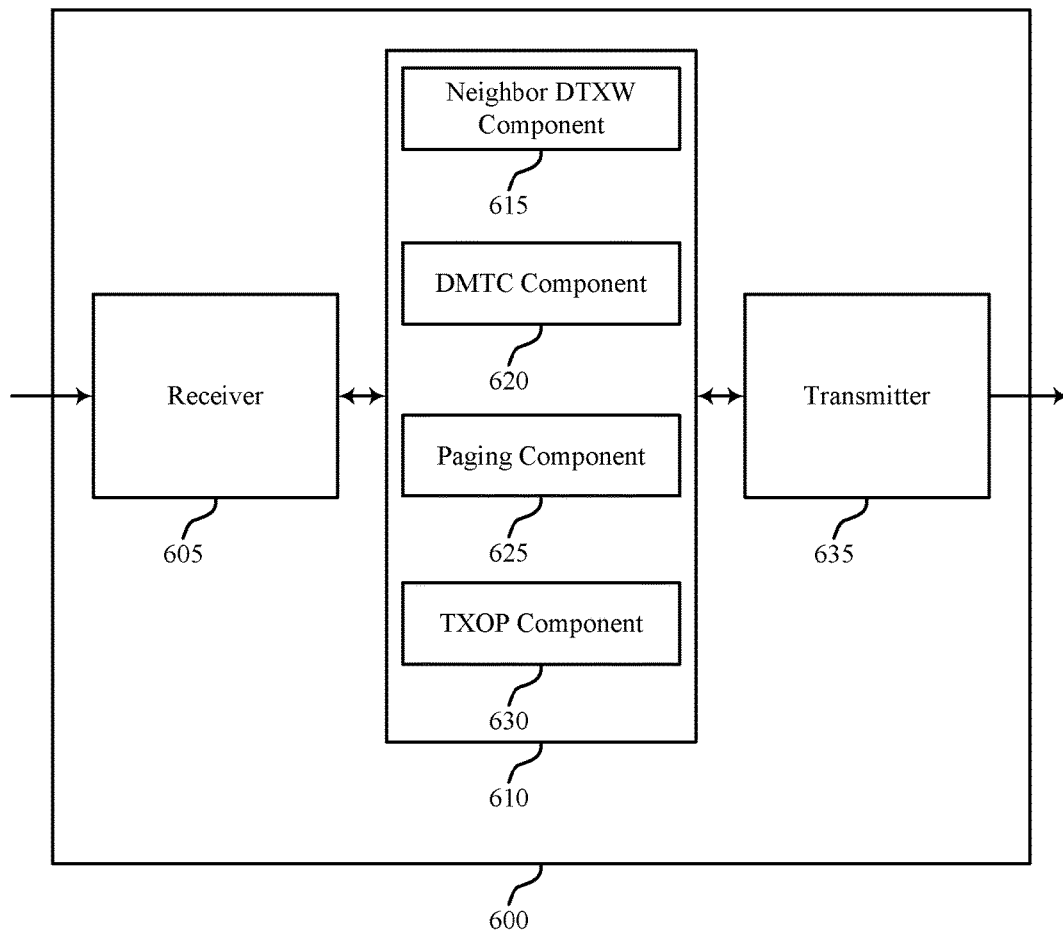 Neighbor DTXW
Component
615
DMTC Component
620
Receiver
605
Paging Component
625
Transmitter
635
TXOP Component
630
610
600